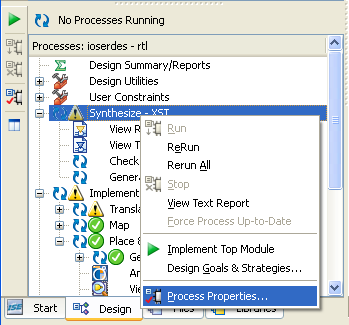 No Processes Running
Processes: ioserdes - rtl
Design Summary/Reports
Design Utilities
User Constraints
Synthesize - XST
View R
View T
Check
Genera
Implement
Transla
Map
Place &
Ge
An
Vie
Run
ReRun
Rerun All
Stop
View Text Report
Force Process Up-to-Date
Implement Top Module
Design Goals & Strategies...
Process Properties...
Start
Design
Files
Libraries